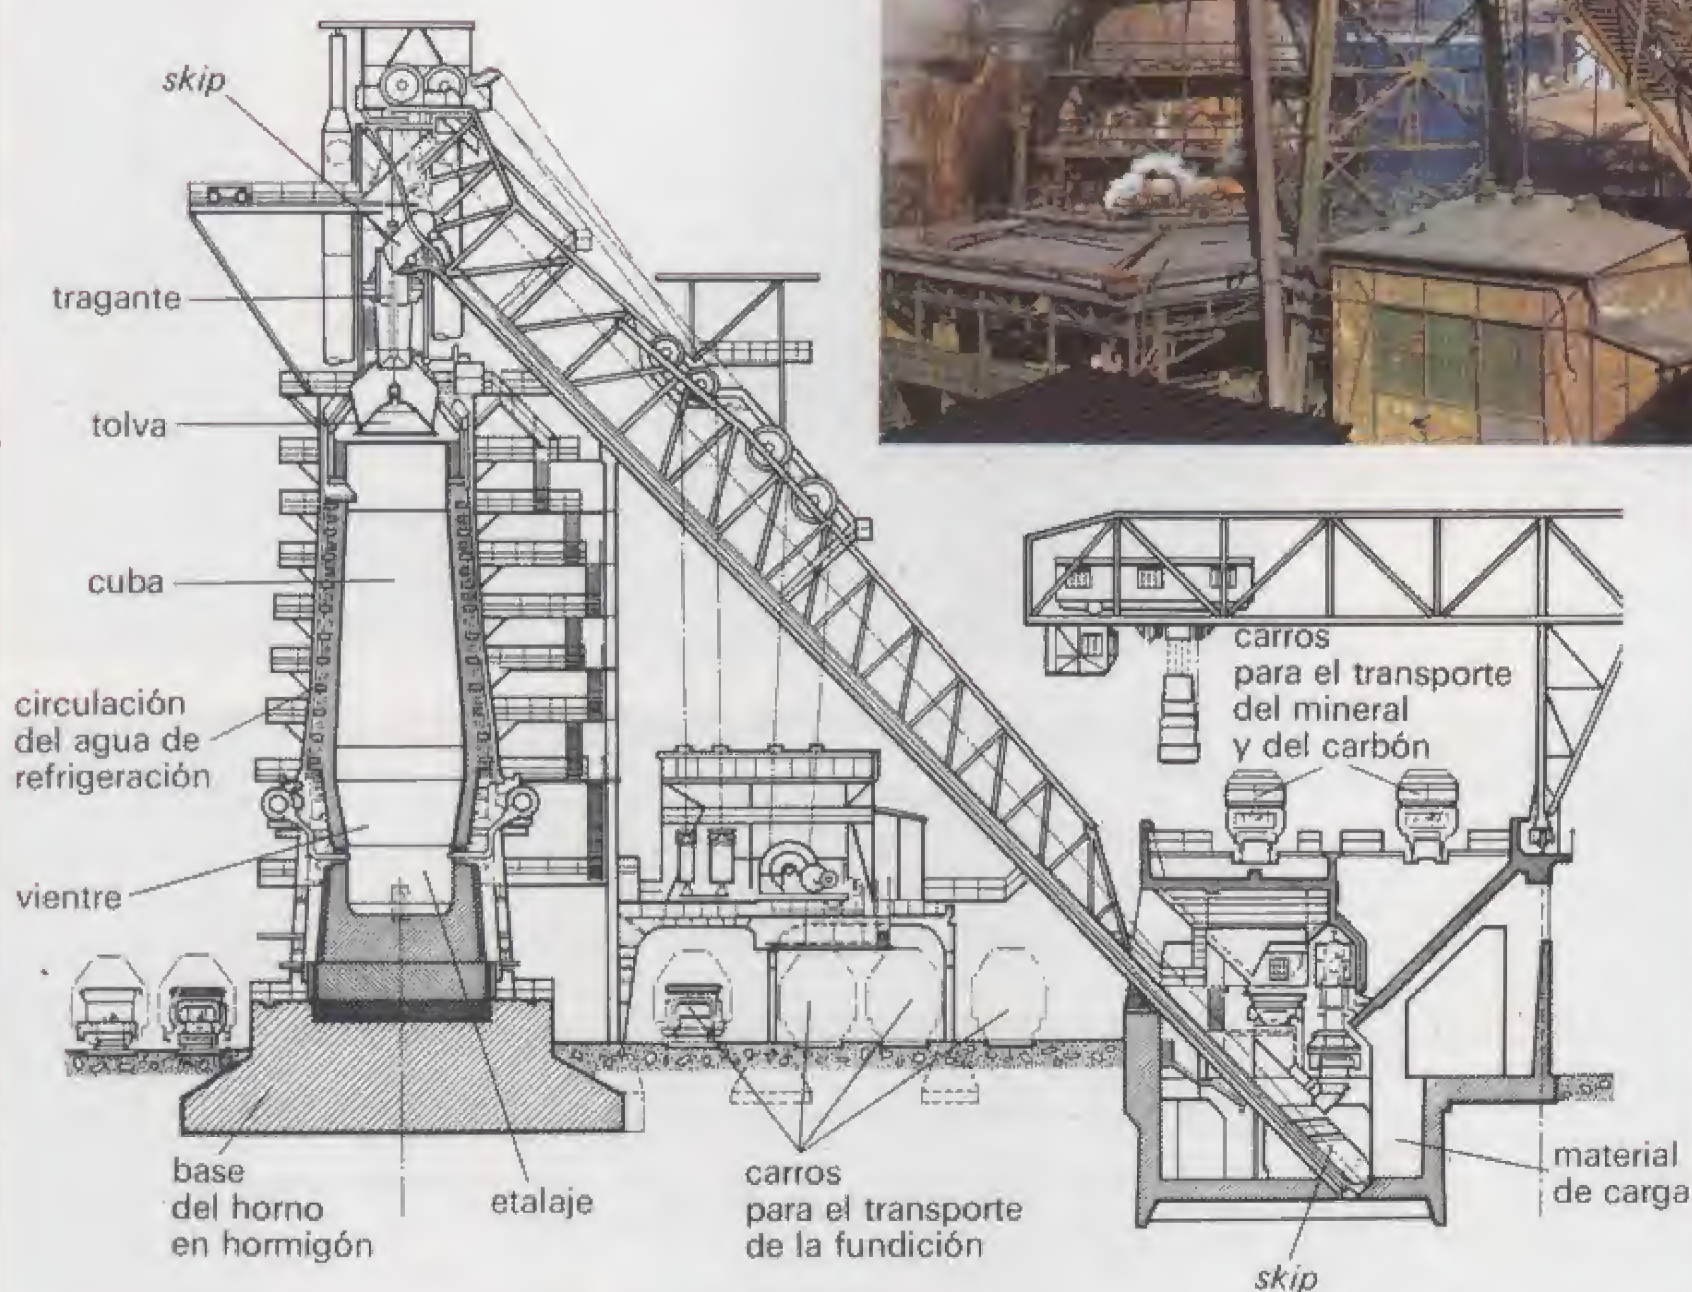 skip
tragante
tolva
cuba
circulación
del agua de
refrigeración
vientre
carros
para el transporte
del mineral
y del carbón
base
del horno
en hormigón
etalaje
carros
para el transporte
de la fundición
material
de carga
skip